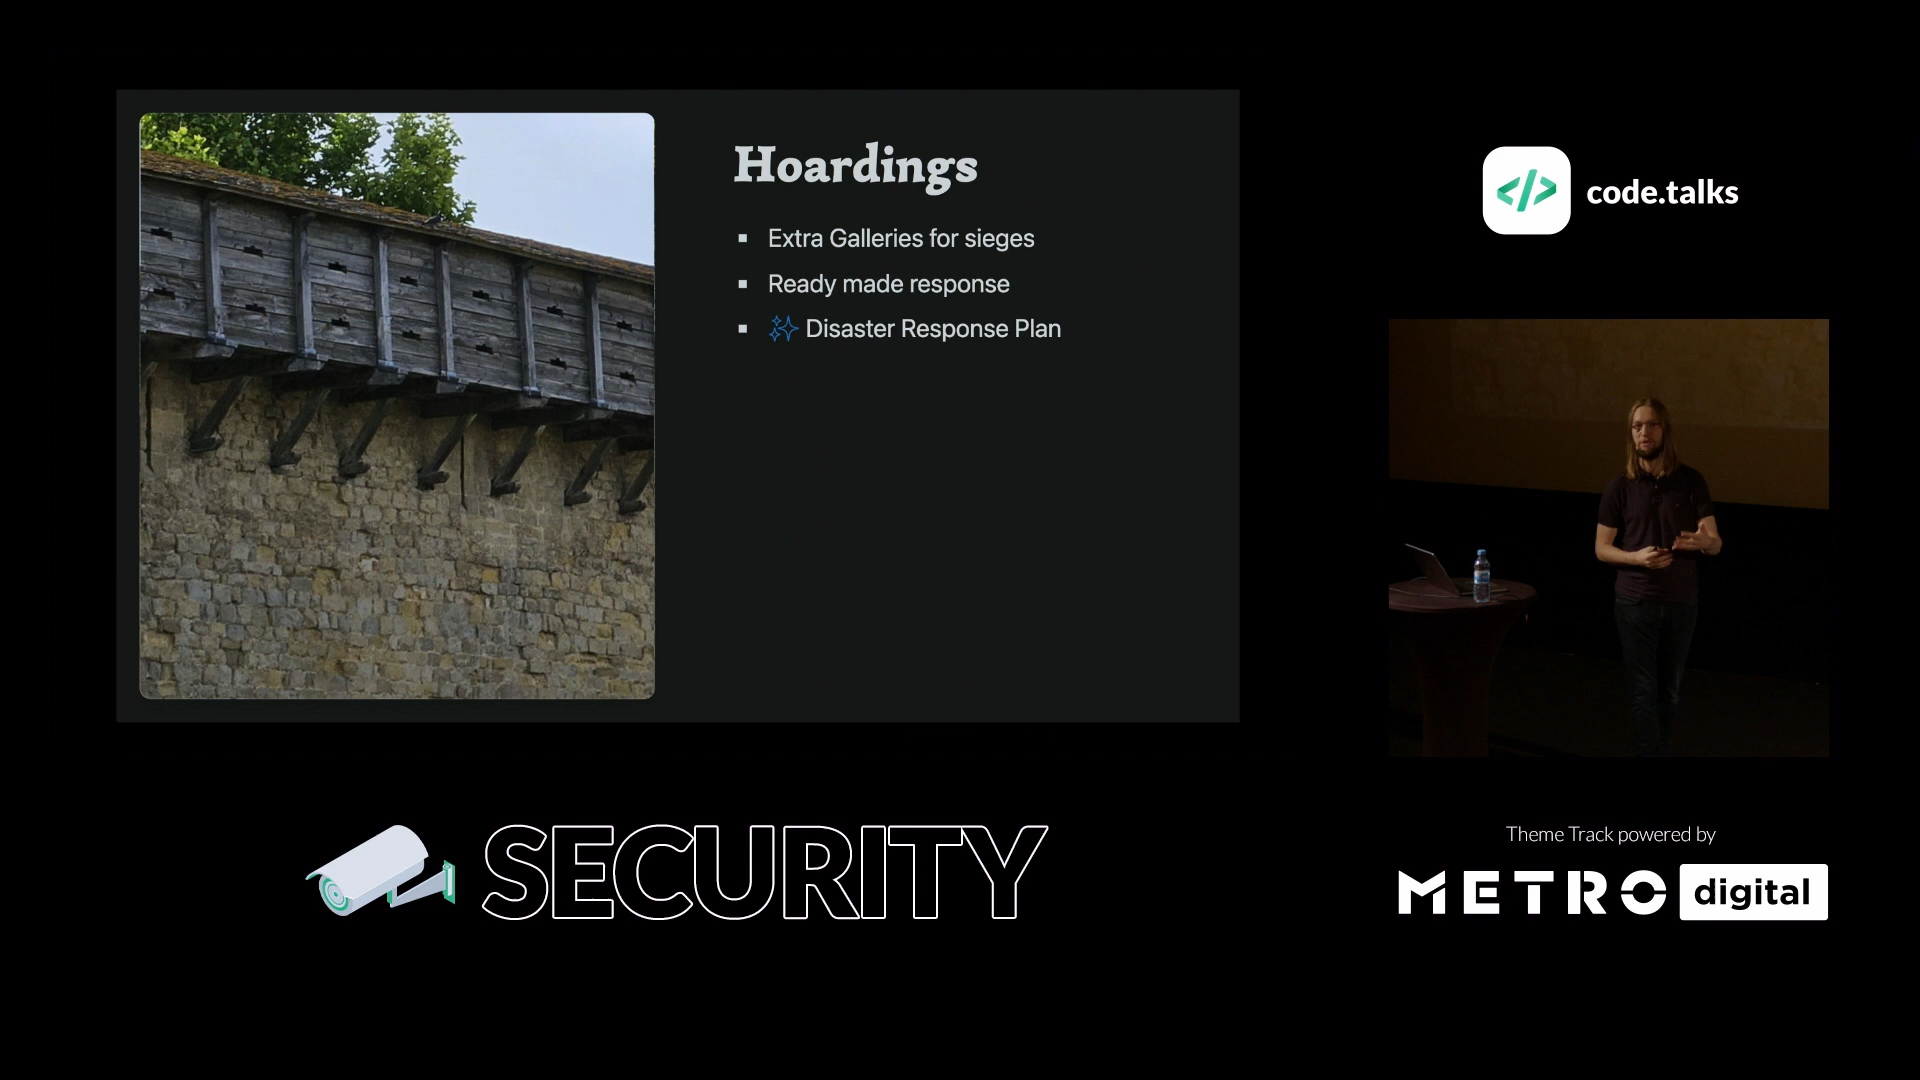 Hoardings
Extra Galleries for sieges
Ready made response
✨ Disaster Response Plan
</> code.talks
SECURITY
Theme Track powered by
METRO digital